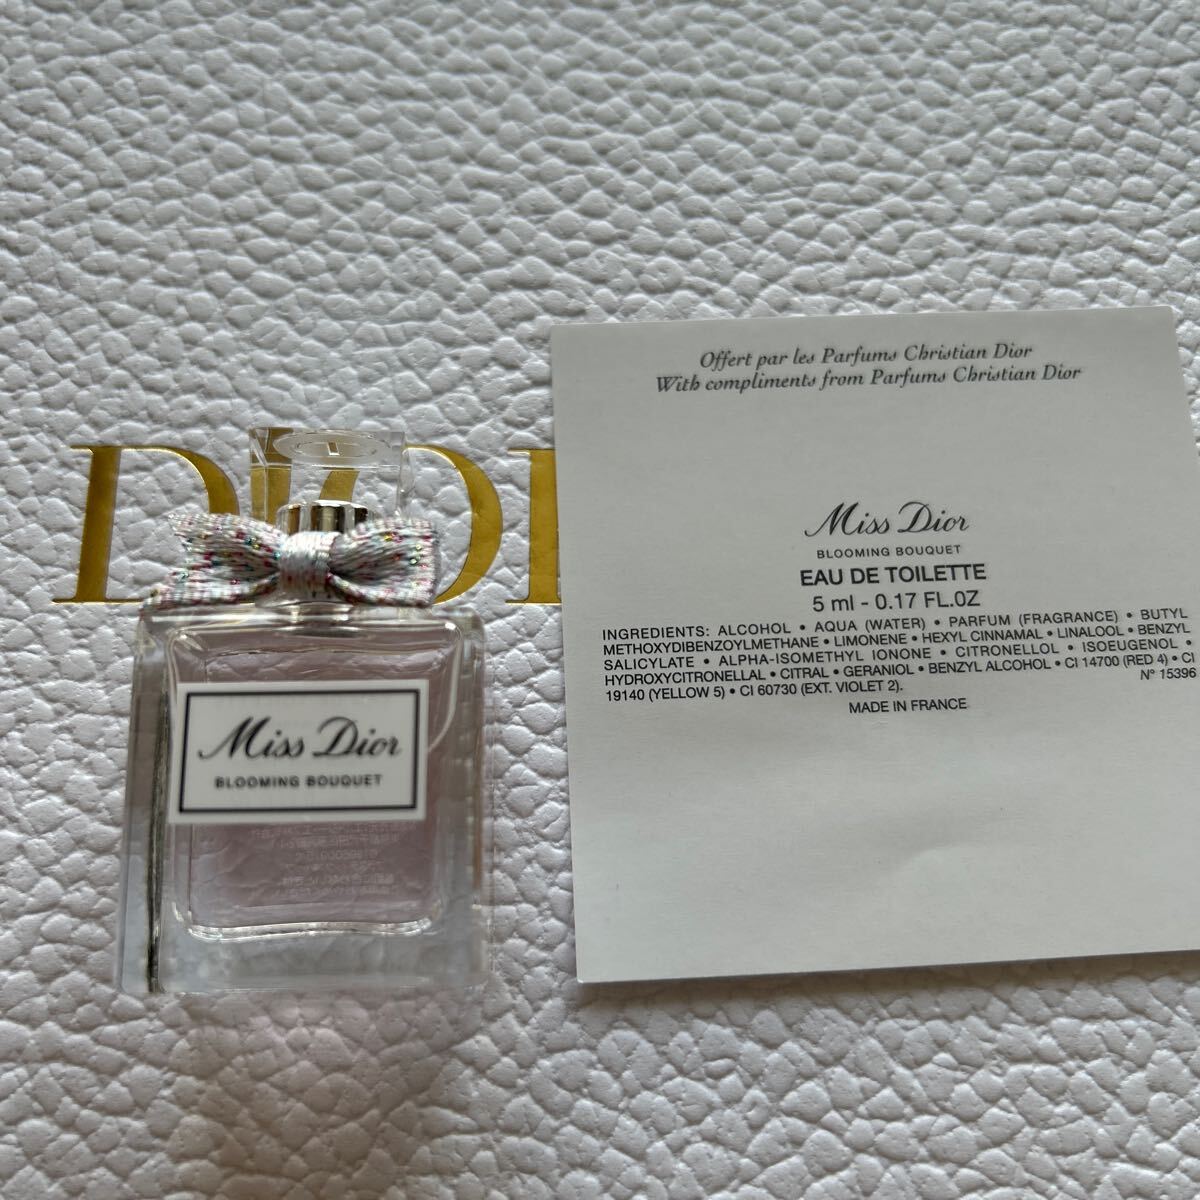 DIOR
Miss Dior
BLOOMING BOUQUET
Offert par les Parfums Christian Dior
With compliments from Parfums Christian Dior
Miss Dior
BLOOMING BOUQUET
EAU DE TOILETTE
5 ml - 0.17 FL.OZ
INGREDIENTS: ALCOHOL • AQUA (WATER) • PARFUM (FRAGRANCE) • BUTYL
METHOXYDIBENZOYLMETHANE • LIMONENE • HEXYL CINNAMAL • LINALOOL • BENZYL
SALICYLATE • ALPHA-ISOMETHYL IONONE • CITRONELLOL • ISOEUGENOL •
HYDROXYCITRONELLAL • CITRAL • GERANIOL • BENZYL ALCOHOL • CI 14700 (RED 4) • CI
19140 (YELLOW 5) • CI 60730 (EXT. VIOLET 2).
N° 15396
MADE IN FRANCE